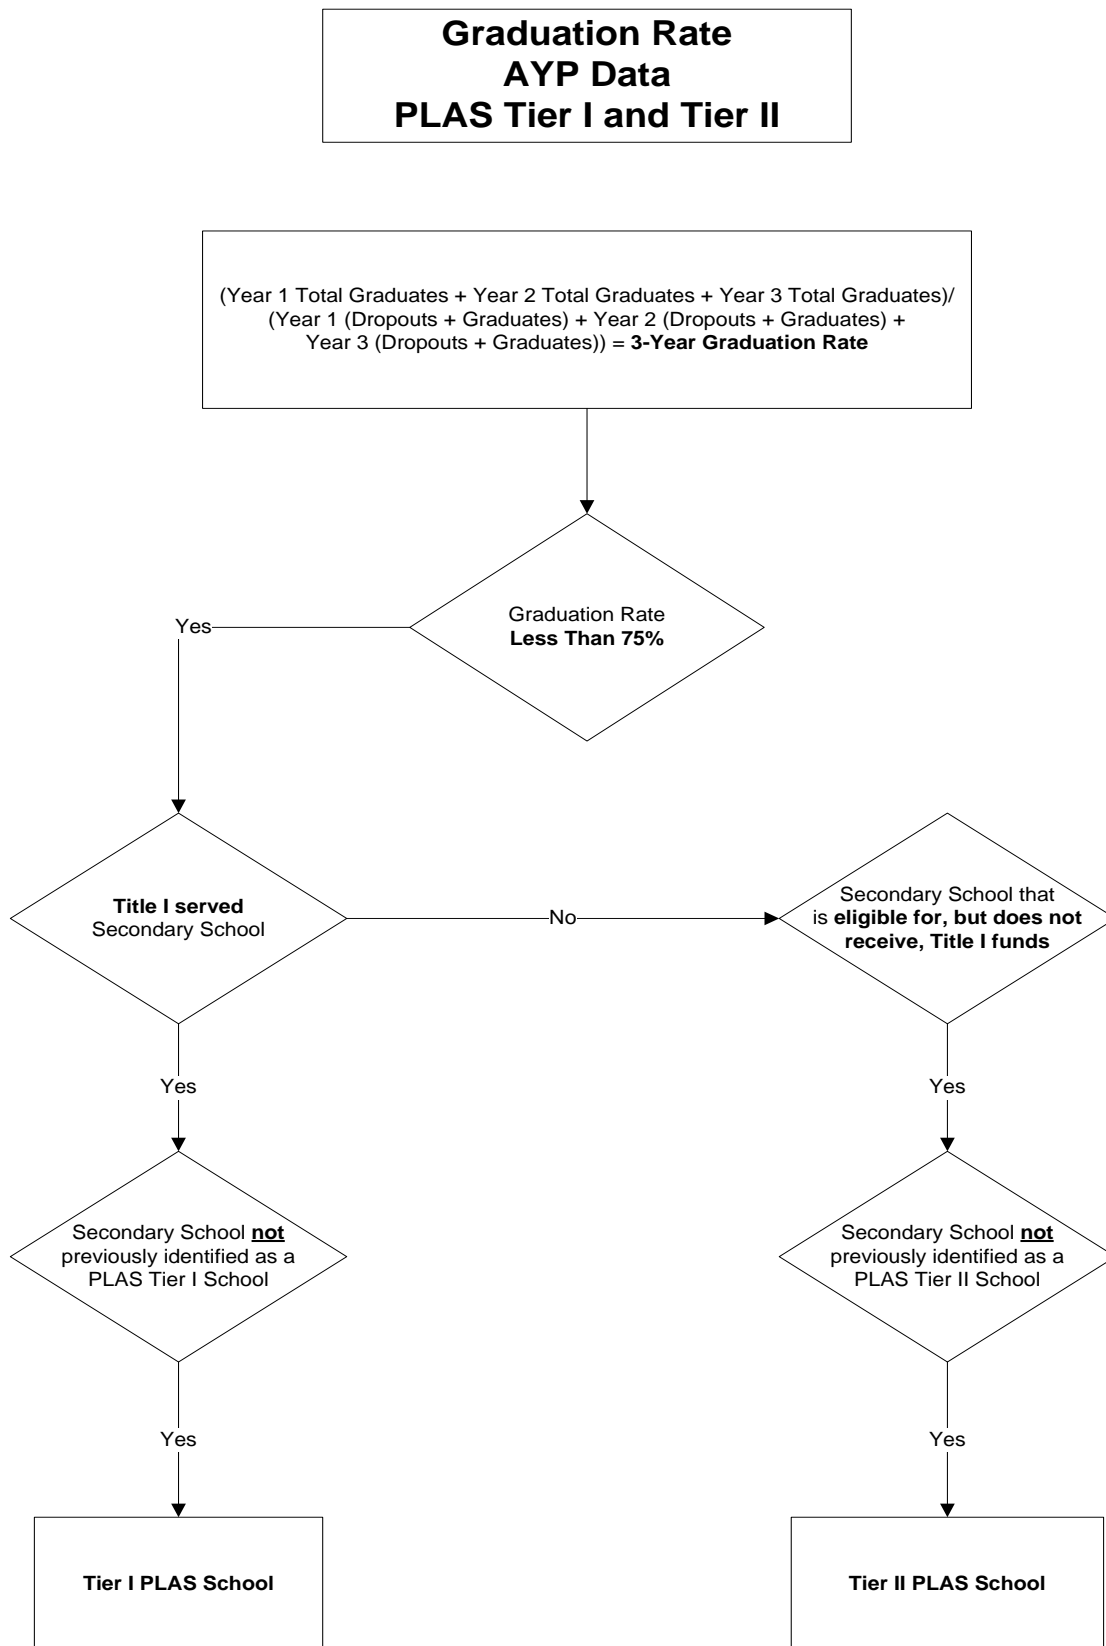 Graduation Rate
AYP Data
PLAS Tier I and Tier II
(Year 1 Total Graduates + Year 2 Total Graduates + Year 3 Total Graduates)/
(Year 1 (Dropouts + Graduates) + Year 2 (Dropouts + Graduates) +
Year 3 (Dropouts + Graduates)) = 3-Year Graduation Rate
Graduation Rate
Less Than 75%
Yes
Title I served
Secondary School
No
Secondary School that
is eligible for, but does not
receive, Title I funds
Yes
Yes
Secondary School not
previously identified as a
PLAS Tier I School
Secondary School not
previously identified as a
PLAS Tier II School
Yes
Yes
Tier I PLAS School
Tier II PLAS School